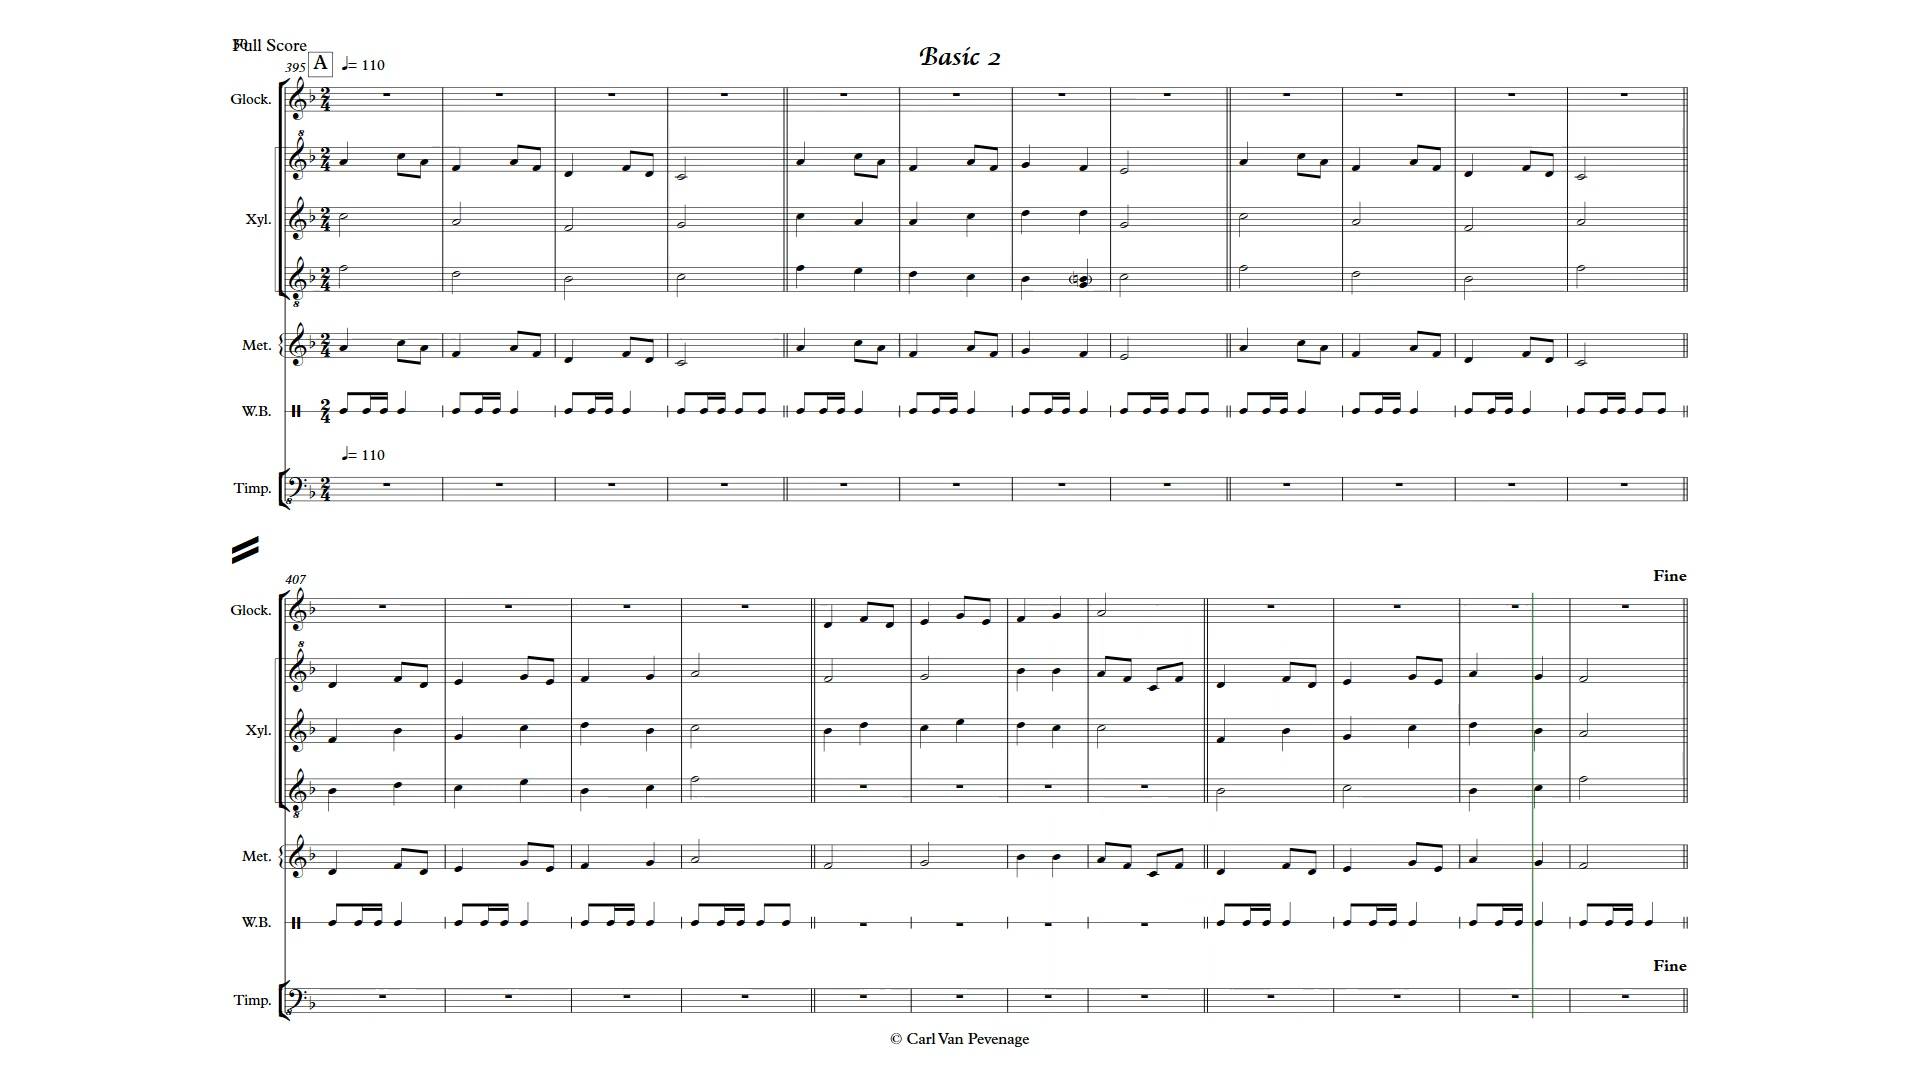 Full Score
Basic 2
395 A ♩= 110
Glock.
Xyl.
Met.
W.B.
♩= 110
Timp.
407
Fine
Glock.
Xyl.
Met.
W.B.
Fine
Timp.
© Carl Van Pevenage